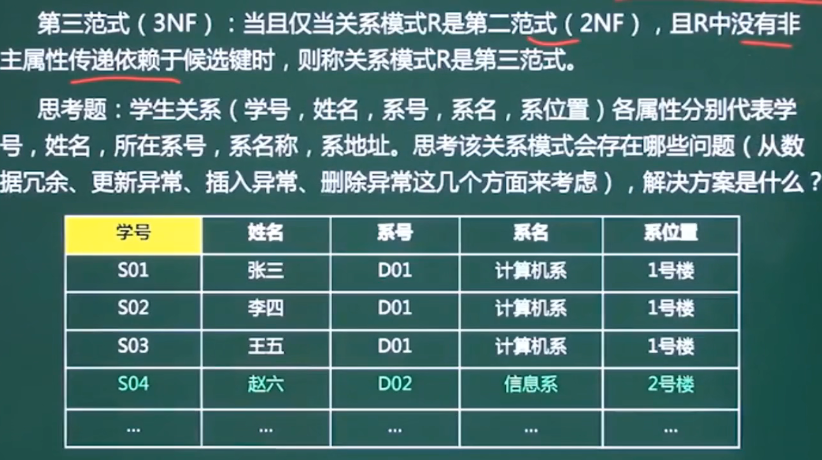 第三范式（3NF）：当且仅当关系模式R是第二范式（2NF），且R中没有非
主属性传递依赖于候选键时，则称关系模式R是第三范式。
思考题：学生关系（学号，姓名，系号，系名，系位置）各属性分别代表学
号，姓名，所在系号，系名称，系地址。思考该关系模式会存在哪些问题（从数
据冗余、更新异常、插入异常、删除异常这几个方面来考虑），解决方案是什么？
学号 姓名 系号 系名 系位置
S01 张三 D01 计算机系 1号楼
S02 李四 D01 计算机系 1号楼
S03 王五 D01 计算机系 1号楼
S04 赵六 D02 信息系 2号楼
... ... ... ... ...